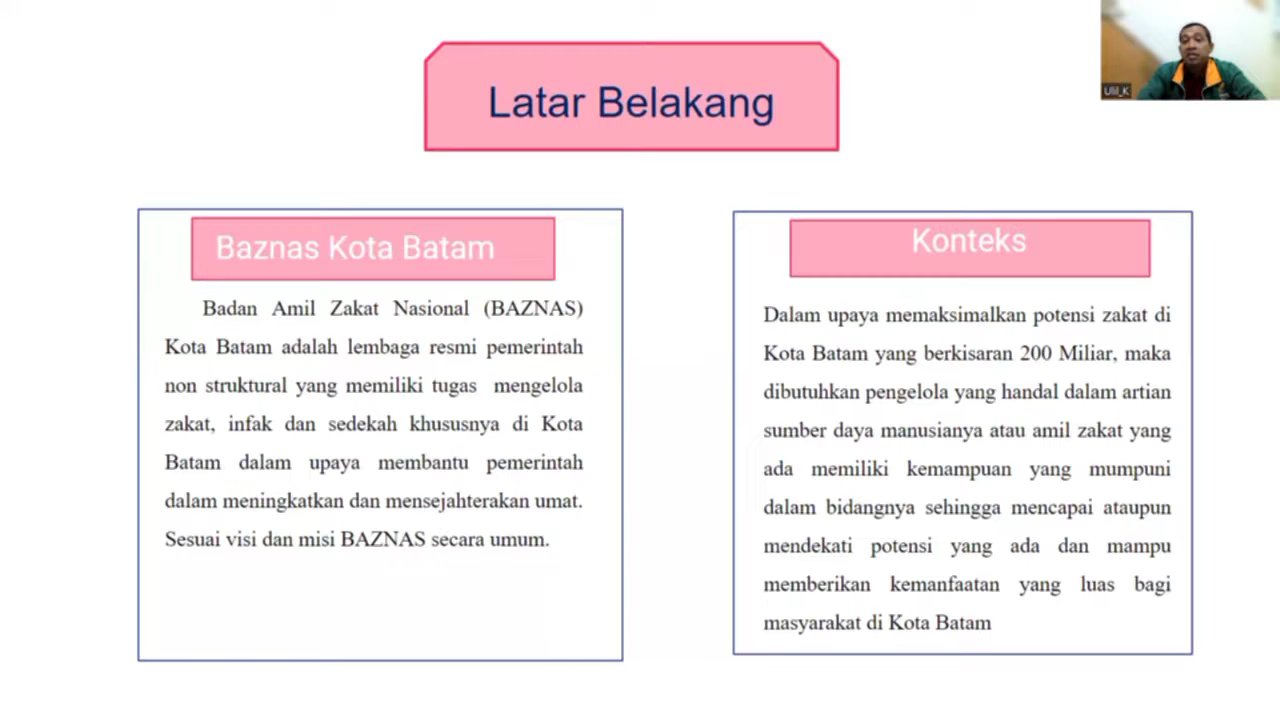 Latar Belakang
Ulil_K
Baznas Kota Batam
Badan Amil Zakat Nasional (BAZNAS)
Kota Batam adalah lembaga resmi pemerintah
non struktural yang memiliki tugas mengelola
zakat, infak dan sedekah khususnya di Kota
Batam dalam upaya membantu pemerintah
dalam meningkatkan dan mensejahterakan umat.
Sesuai visi dan misi BAZNAS secara umum.
Konteks
Dalam upaya memaksimalkan potensi zakat di
Kota Batam yang berkisaran 200 Miliar, maka
dibutuhkan pengelola yang handal dalam artian
sumber daya manusianya atau amil zakat yang
ada memiliki kemampuan yang mumpuni
dalam bidangnya sehingga mencapai ataupun
mendekati potensi yang ada dan mampu
memberikan kemanfaatan yang luas bagi
masyarakat di Kota Batam